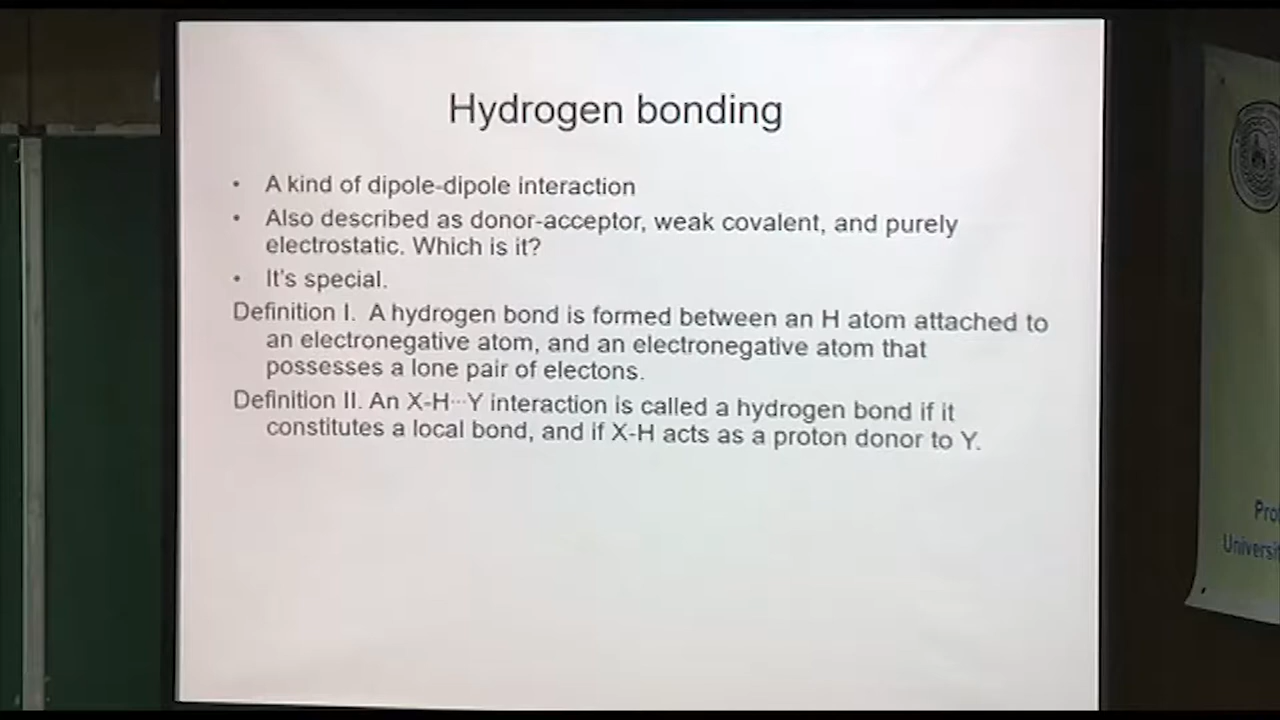 Hydrogen bonding
• A kind of dipole-dipole interaction
• Also described as donor-acceptor, weak covalent, and purely
electrostatic. Which is it?
• It's special.
Definition I. A hydrogen bond is formed between an H atom attached to
an electronegative atom, and an electronegative atom that
possesses a lone pair of electons.
Definition II. An X-H···Y interaction is called a hydrogen bond if it
constitutes a local bond, and if X-H acts as a proton donor to Y.